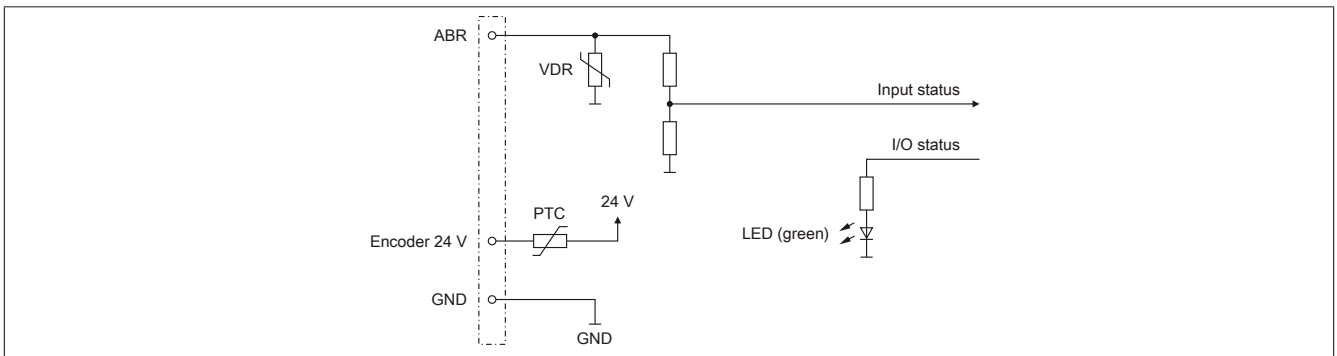 ABR
VDR
Input status
I/O status
24 V
PTC
LED (green)
Encoder 24 V
GND
GND